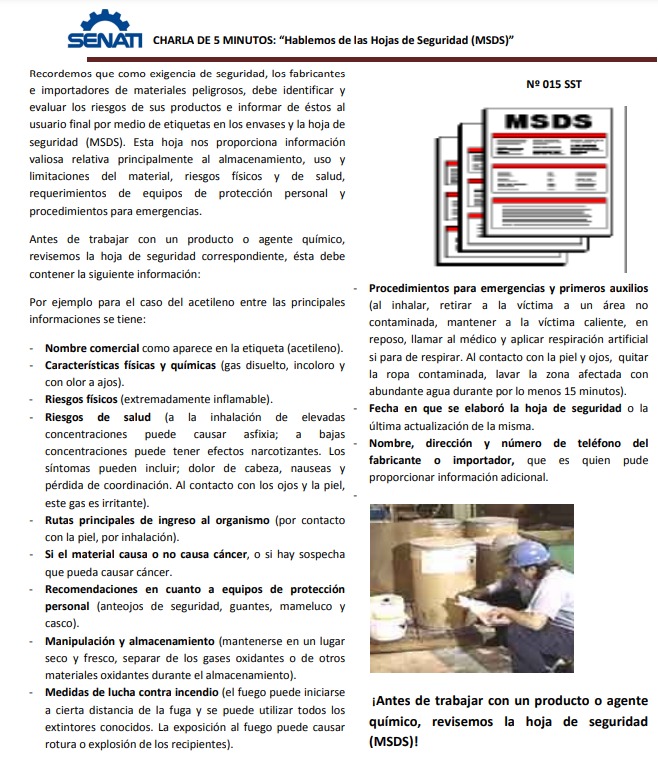 SENATI
CHARLA DE 5 MINUTOS: “Hablemos de las Hojas de Seguridad (MSDS)”
Recordemos que como exigencia de seguridad, los fabricantes
e importadores de materiales peligrosos, debe identificar y
evaluar los riesgos de sus productos e informar de éstos al
usuario final por medio de etiquetas en los envases y la hoja de
seguridad (MSDS). Esta hoja nos proporciona información
valiosa relativa principalmente al almacenamiento, uso y
limitaciones del material, riesgos físicos y de salud,
requerimientos de equipos de protección personal y
procedimientos para emergencias.
Antes de trabajar con un producto o agente químico,
revisemos la hoja de seguridad correspondiente, ésta debe
contener la siguiente información:
Por ejemplo para el caso del acetileno entre las principales
informaciones se tiene:
- Nombre comercial como aparece en la etiqueta (acetileno).
- Características físicas y químicas (gas disuelto, incoloro y
con olor a ajos).
- Riesgos físicos (extremadamente inflamable).
- Riesgos de salud (a la inhalación de elevadas
concentraciones puede causar asfixia; a bajas
concentraciones puede tener efectos narcotizantes. Los
síntomas pueden incluir; dolor de cabeza, nauseas y
pérdida de coordinación. Al contacto con los ojos y la piel,
este gas es irritante).
- Rutas principales de ingreso al organismo (por contacto
con la piel, por inhalación).
- Si el material causa o no causa cáncer, o si hay sospecha
que pueda causar cáncer.
- Recomendaciones en cuanto a equipos de protección
personal (anteojos de seguridad, guantes, mameluco y
casco).
- Manipulación y almacenamiento (mantenerse en un lugar
seco y fresco, separar de los gases oxidantes o de otros
materiales oxidantes durante el almacenamiento).
- Medidas de lucha contra incendio (el fuego puede iniciarse
a cierta distancia de la fuga y se puede utilizar todos los
extintores conocidos. La exposición al fuego puede causar
rotura o explosión de los recipientes).
Nº 015 SST
MSDS
- Procedimientos para emergencias y primeros auxilios
(al inhalar, retirar a la víctima a un área no
contaminada, mantener a la víctima caliente, en
reposo, llamar al médico y aplicar respiración artificial
si para de respirar. Al contacto con la piel y ojos, quitar
la ropa contaminada, lavar la zona afectada con
abundante agua durante por lo menos 15 minutos).
- Fecha en que se elaboró la hoja de seguridad o la
última actualización de la misma.
- Nombre, dirección y número de teléfono del
fabricante o importador, que es quien pude
proporcionar información adicional.
-
¡Antes de trabajar con un producto o agente
químico, revisemos la hoja de seguridad
(MSDS)!